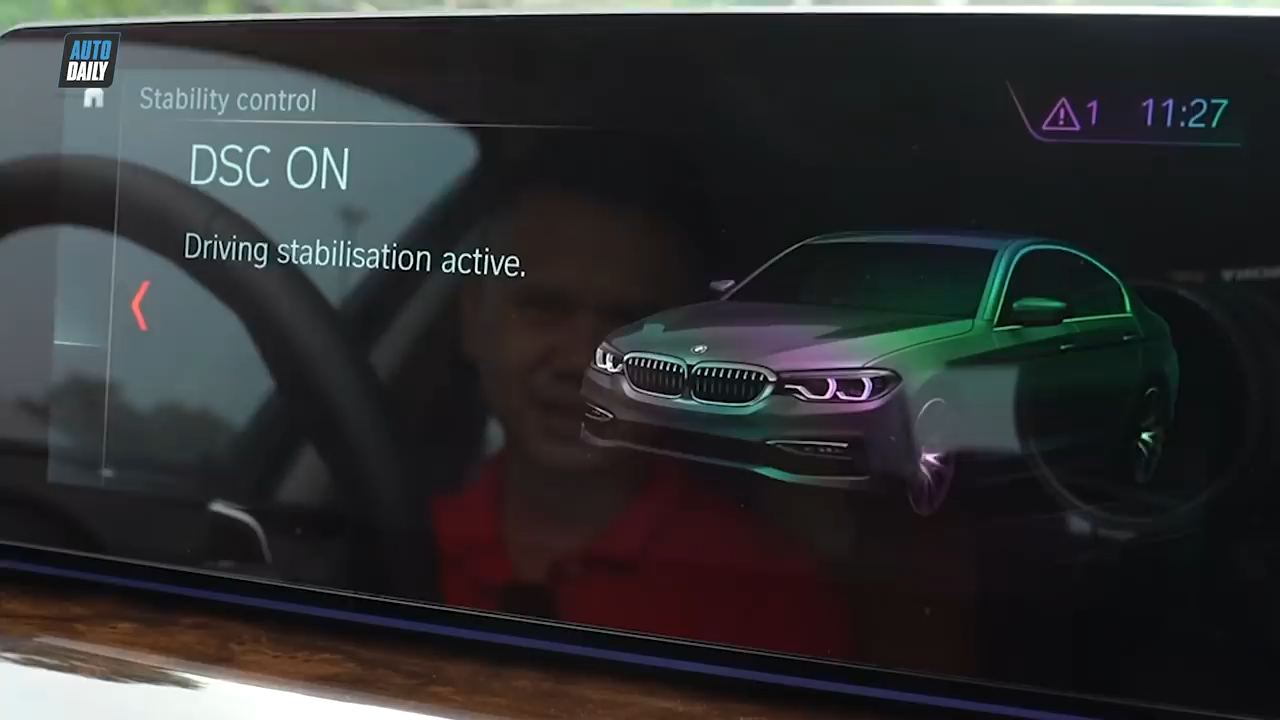 AUTO
DAILY
Stability control
1 11:27
DSC ON
Driving stabilisation active.